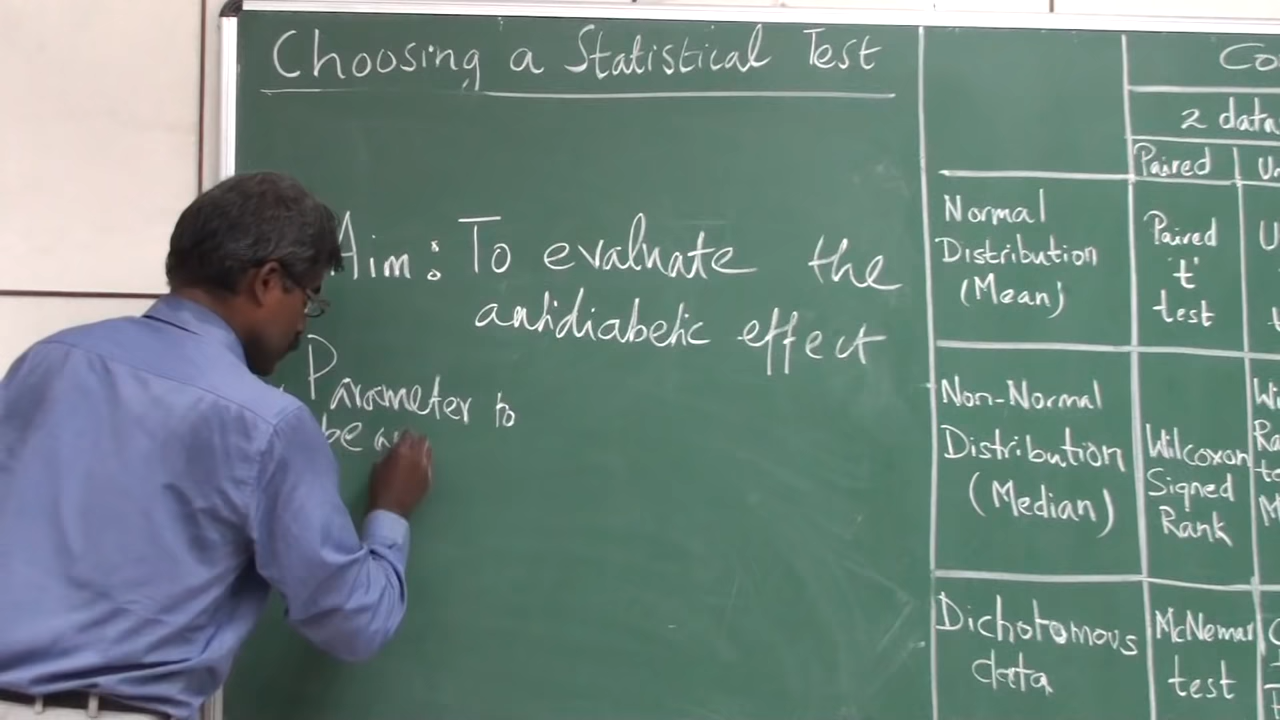 Choosing a Statistical Test
Aim: To evaluate the
antidiabetic effect
Parameter to
be
2 data
Paired
Normal
Distribution
(Mean)
Paired
't'
test
Non-Normal
Distribution
(Median)
Wilcoxon
Signed
Rank
Dichotomous
data
McNemar
test